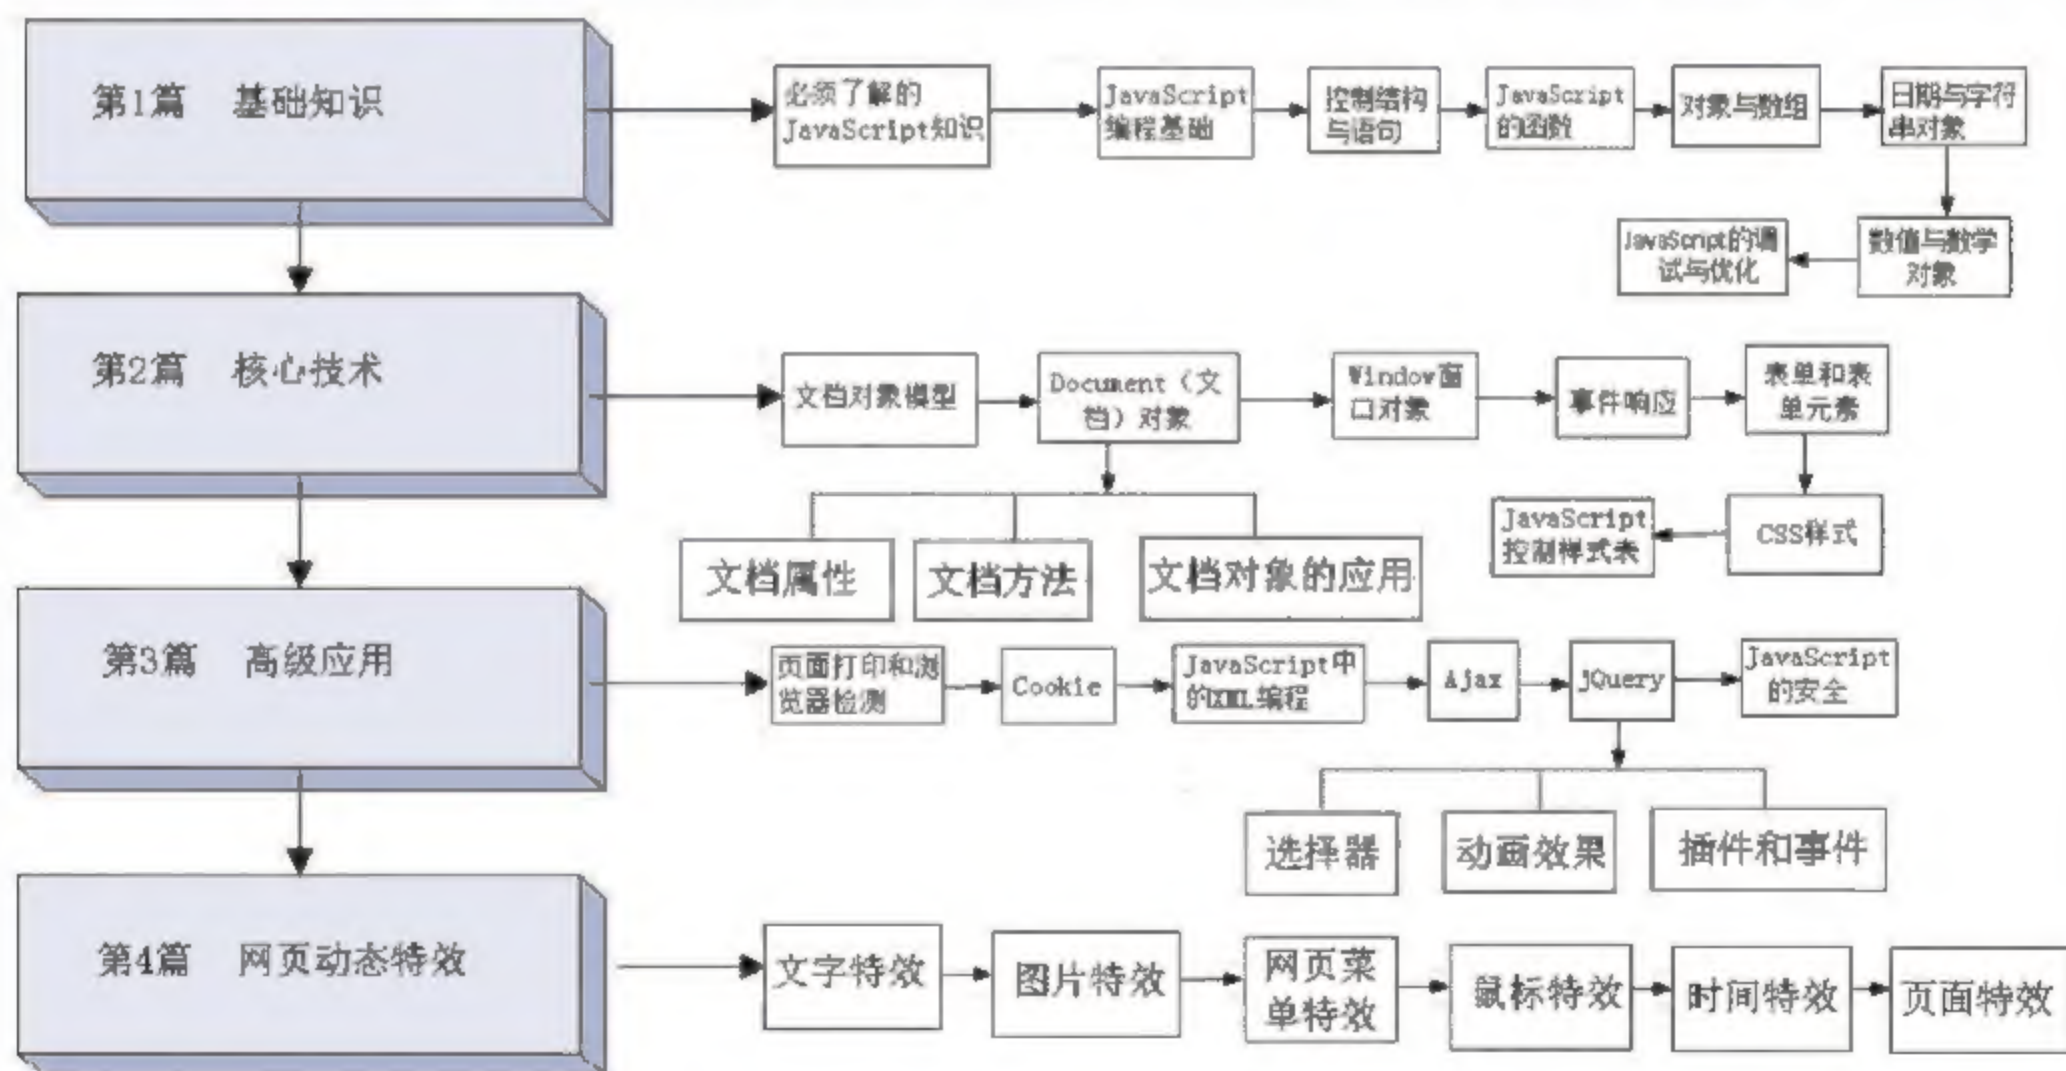 第1篇 基础知识
必须了解的
JavaScript知识
JavaScript
编程基础
控制结构
与语句
JavaScript
的函数
对象与数组
日期与字符
串对象
数值与数学
对象
JavaScript的调
试与优化
第2篇 核心技术
文档对象模型
Document（文
档）对象
Window窗
口对象
事件响应
表单和表
单元素
CSS样式
JavaScript
控制样式表
文档属性
文档方法
文档对象的应用
第3篇 高级应用
页面打印和浏
览器检测
Cookie
JavaScript中
的XML编程
Ajax
jQuery
JavaScript
的安全
选择器
动画效果
插件和事件
第4篇 网页动态特效
文字特效
图片特效
网页菜
单特效
鼠标特效
时间特效
页面特效